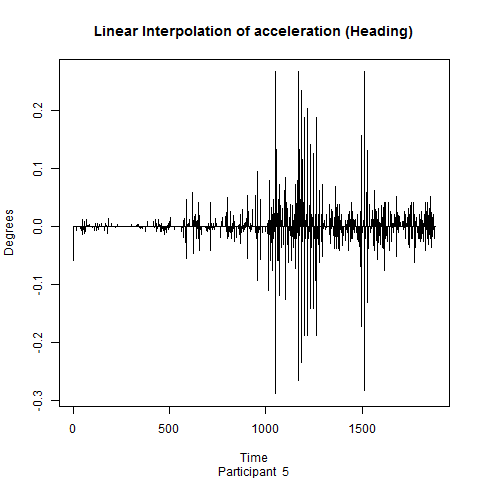 Linear Interpolation of acceleration (Heading)
0.2
0.1
0.0
-0.1
-0.2
-0.3
Degrees
0 500 1000 1500
Time
Participant 5